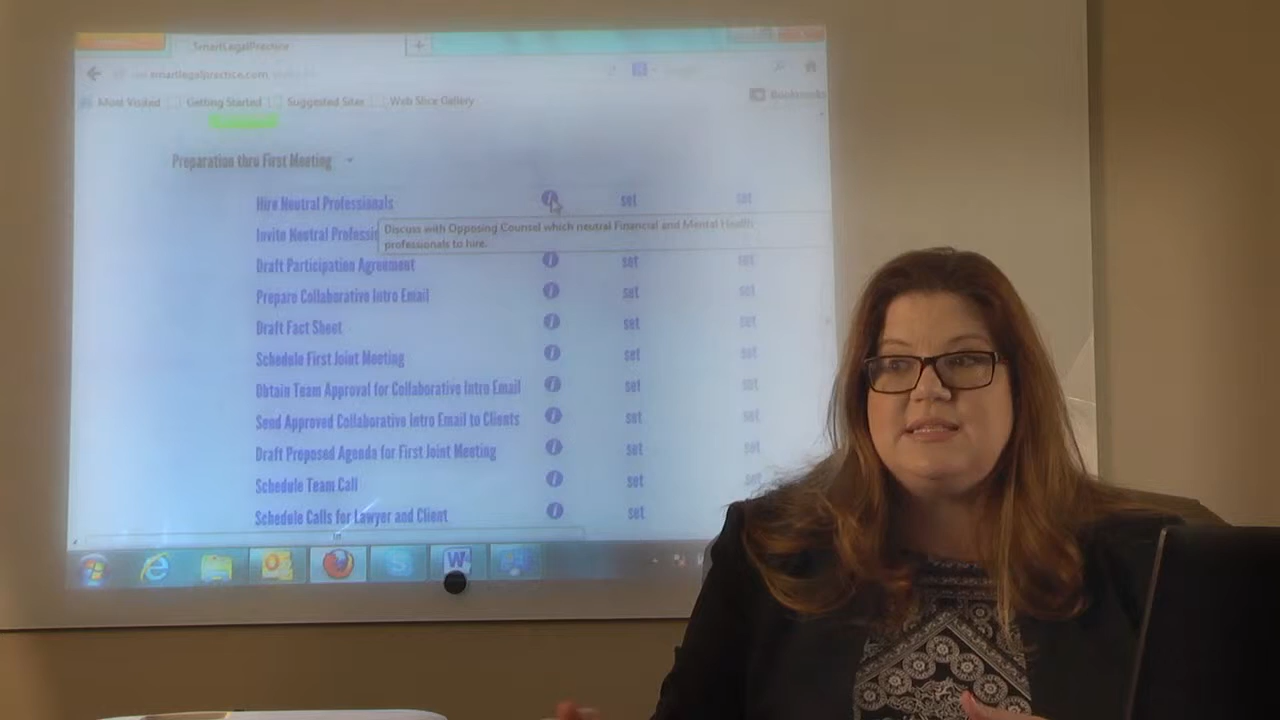 SmartLegalPractice
smartlegalpractice.com
Most Visited Getting Started Suggested Sites Web Slice Gallery
Bookmarks
Preparation thru First Meeting
Hire Neutral Professionals set set
Discuss with Opposing Counsel which neutral Financial and Mental Health
professionals to hire.
Invite Neutral Professi
Draft Participation Agreement set set
Prepare Collaborative Intro Email set set
Draft Fact Sheet set set
Schedule First Joint Meeting set set
Obtain Team Approval for Collaborative Intro Email set set
Send Approved Collaborative Intro Email to Clients set set
Draft Proposed Agenda for First Joint Meeting set set
Schedule Team Call set set
Schedule Calls for Lawyer and Client set